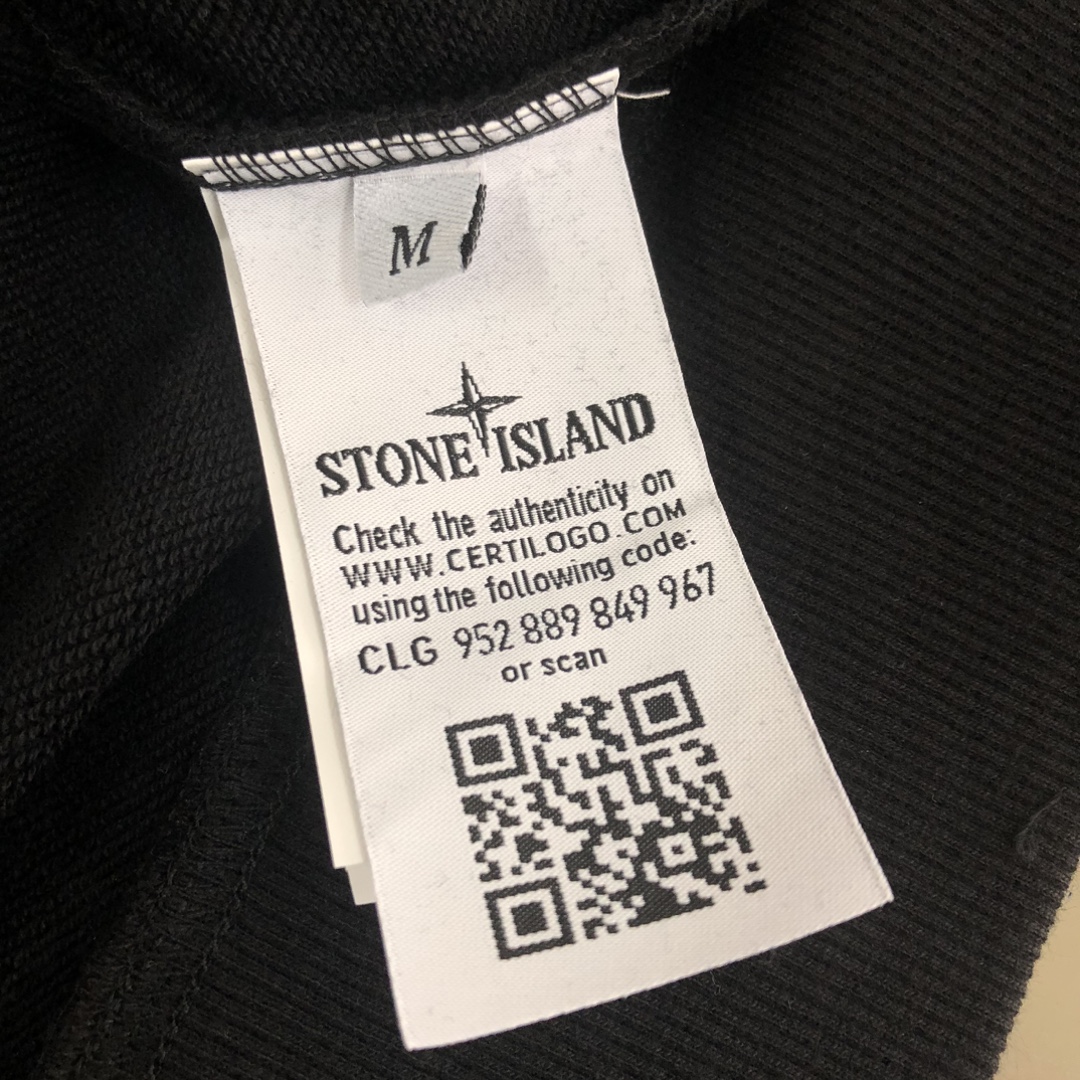 M
STONE ISLAND
Check the authenticity on
WWW.CERTILOGO.COM
using the following code:
CLG 952 889 849 967
or scan